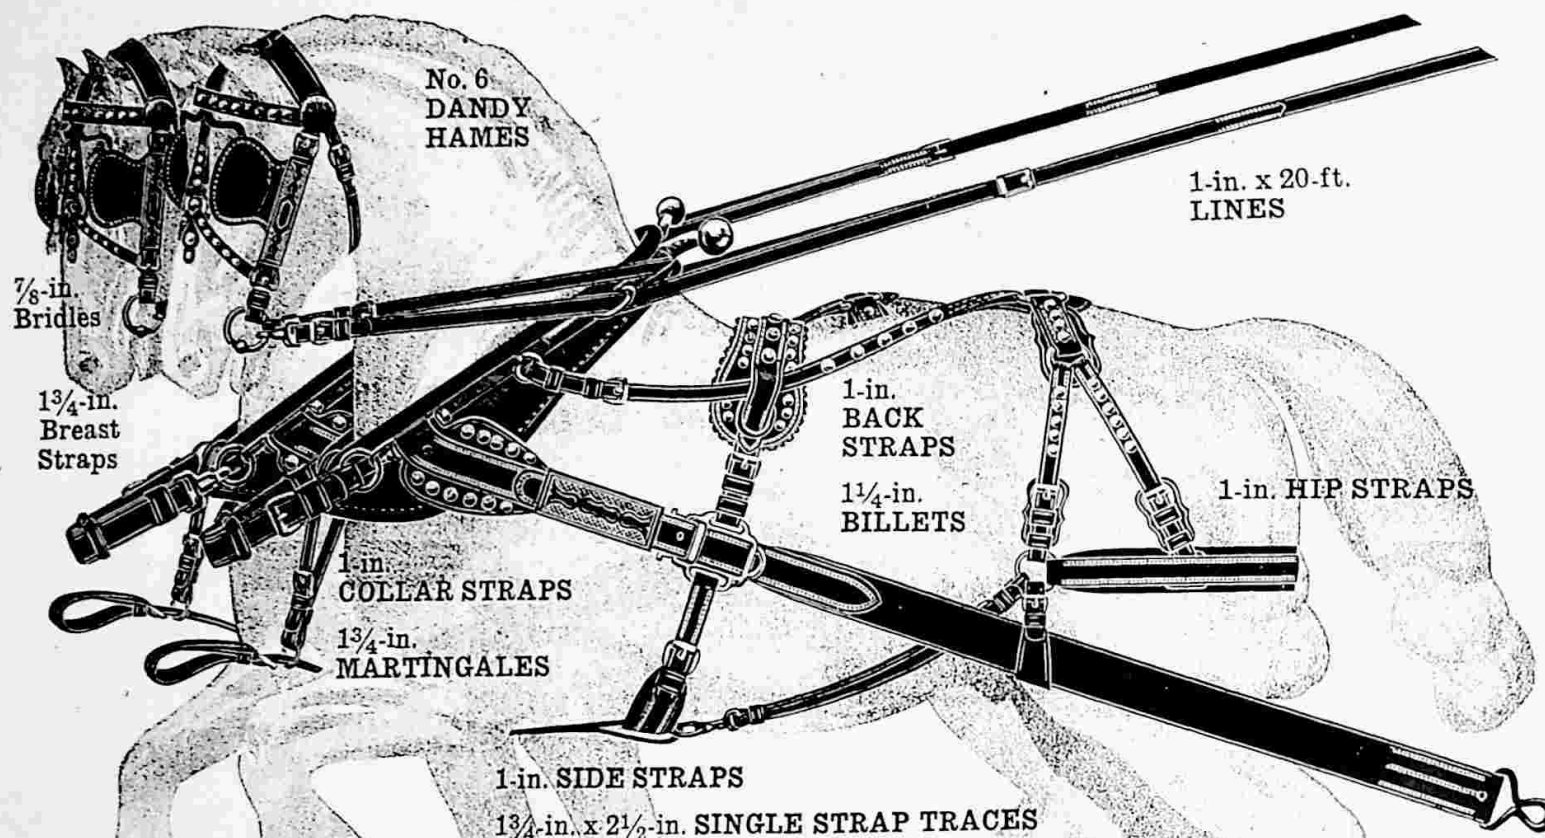 No. 6
DANDY
HAMES
1-in. x 20-ft.
LINES
7/8-in.
Bridles
1¾-in.
Breast
Straps
1-in.
BACK
STRAPS
1¼-in.
BILLETS
1-in. HIP STRAPS
1-in.
COLLAR STRAPS
1¾-in.
MARTINGALES
1-in. SIDE STRAPS
1¾-in. x 2½-in. SINGLE STRAP TRACES